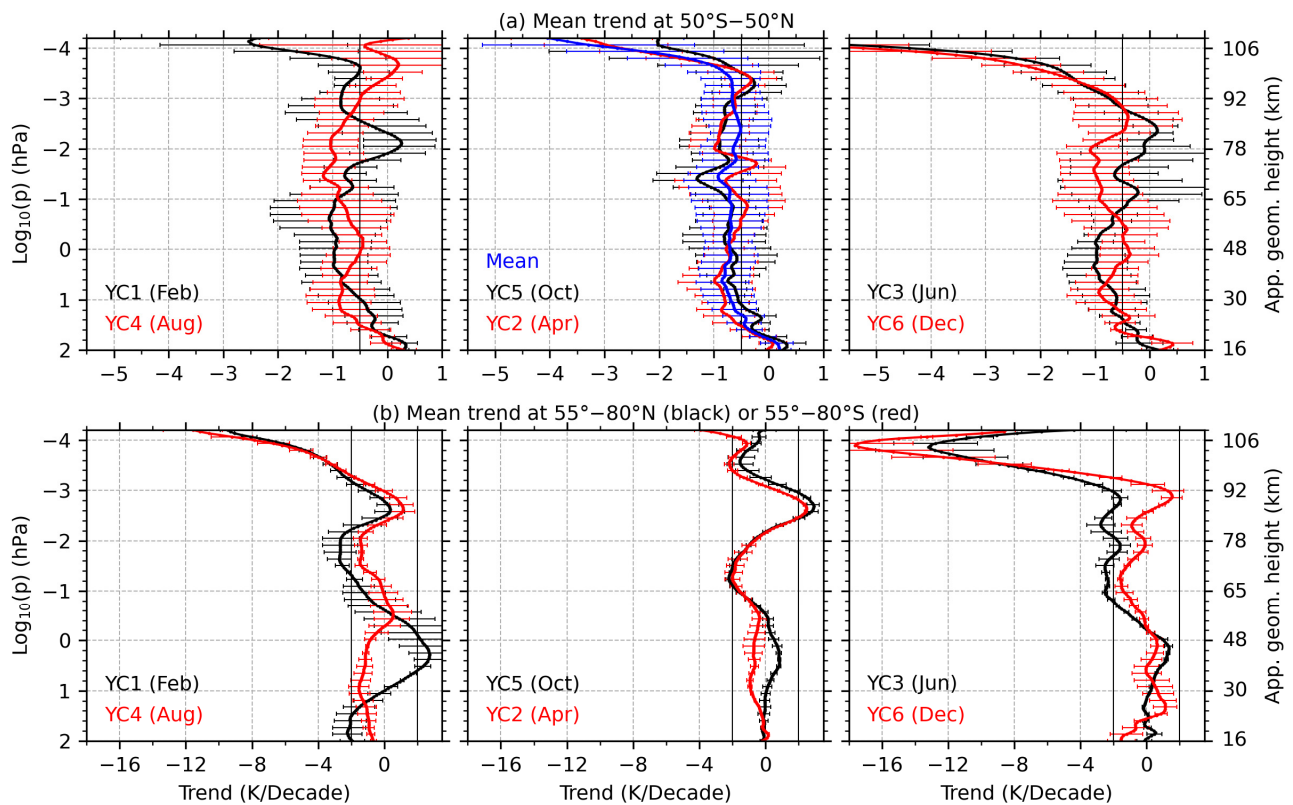 (a) Mean trend at 50°S−50°N
Log₁₀(p) (hPa)
−4
−3
−2
−1
0
1
2
YC1 (Feb)
YC4 (Aug)
−5 −4 −3 −2 −1 0 1
Mean
YC5 (Oct)
YC2 (Apr)
−5 −4 −3 −2 −1 0 1
YC3 (Jun)
YC6 (Dec)
−5 −4 −3 −2 −1 0 1
106
92
78
65
48
30
16
App. geom. height (km)
(b) Mean trend at 55°−80°N (black) or 55°−80°S (red)
Log₁₀(p) (hPa)
−4
−3
−2
−1
0
1
2
YC1 (Feb)
YC4 (Aug)
−16 −12 −8 −4 0
Trend (K/Decade)
YC5 (Oct)
YC2 (Apr)
−16 −12 −8 −4 0
Trend (K/Decade)
YC3 (Jun)
YC6 (Dec)
−16 −12 −8 −4 0
Trend (K/Decade)
106
92
78
65
48
30
16
App. geom. height (km)